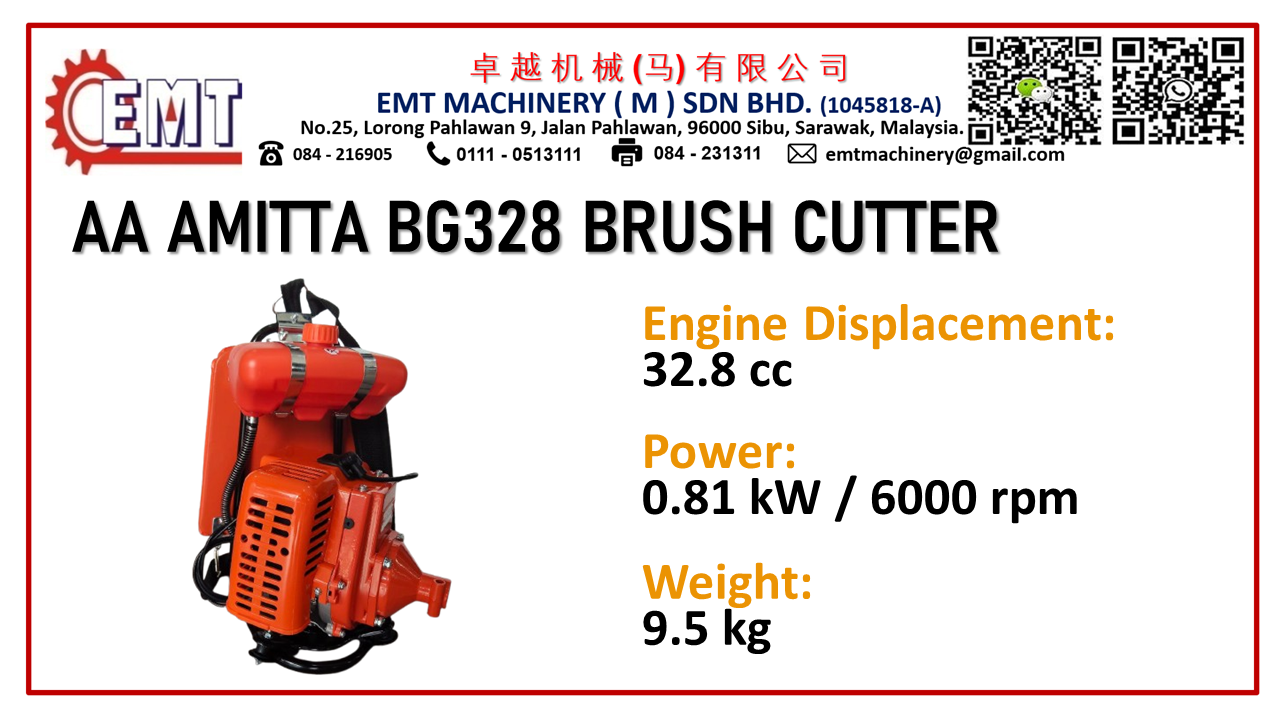 EMT
卓越机械(马)有限公司
EMT MACHINERY ( M ) SDN BHD. (1045818-A)
No.25, Lorong Pahlawan 9, Jalan Pahlawan, 96000 Sibu, Sarawak, Malaysia.
084 - 216905 0111 - 0513111 084 - 231311 emtmachinery@gmail.com
AA AMITTA BG328 BRUSH CUTTER
Engine Displacement:
32.8 cc
Power:
0.81 kW / 6000 rpm
Weight:
9.5 kg